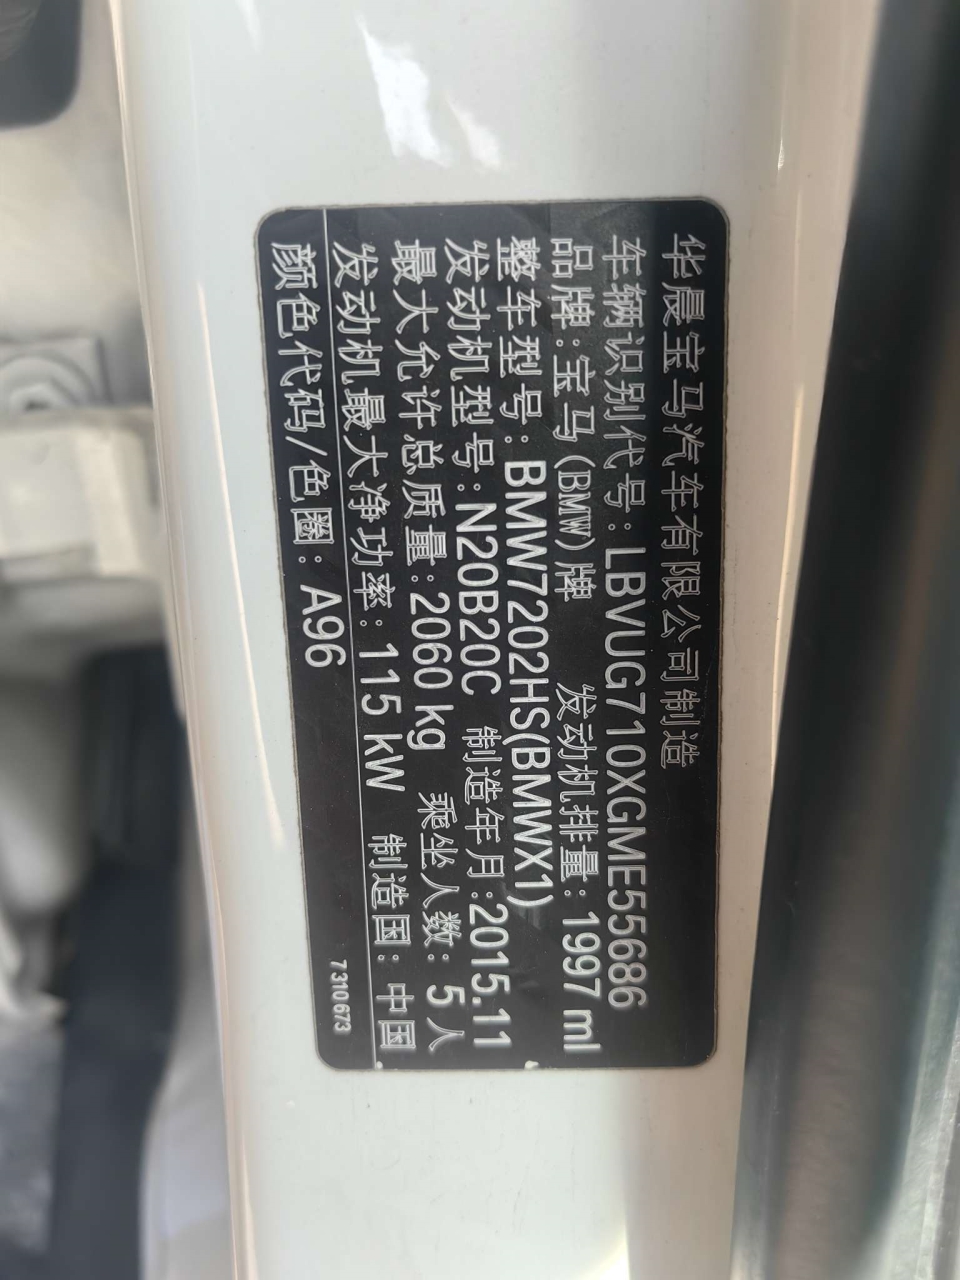 华晨宝马汽车有限公司制造
车辆识别代号:LBVUG710XGME55686
品牌:宝马(BMW)牌 发动机排量:1997 ml
整车型号:BMW7202HS(BMWX1)
发动机型号:N20B20C 制造年月:2015.11
最大允许总质量:2060 kg 乘坐人数:5人
发动机最大净功率:115 kW 制造国:中国
颜色代码/色圈:A96
7310673